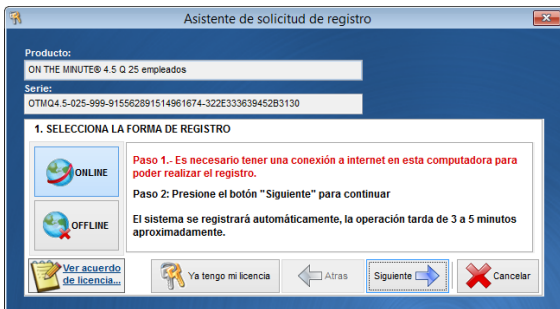 Asistente de solicitud de registro
Producto:
ON THE MINUTE® 4.5 Q 25 empleados
Serie:
OTMQ4.5-025-999-915562891514961674-322E333639452B3130
1. SELECCIONA LA FORMA DE REGISTRO
ONLINE
Paso 1.- Es necesario tener una conexión a internet en esta computadora para
poder realizar el registro.
Paso 2: Presione el botón "Siguiente" para continuar
El sistema se registrará automáticamente, la operación tarda de 3 a 5 minutos
aproximadamente.
OFFLINE
Ver acuerdo
de licencia...
Ya tengo mi licencia
Atras
Siguiente
Cancelar